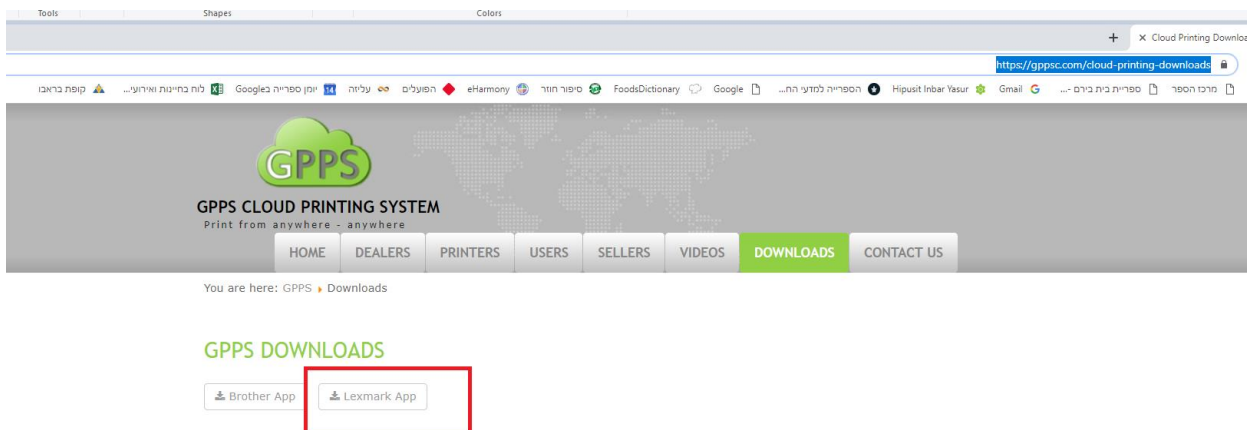 Tools Shapes Colors
+ × Cloud Printing Downloa
https://gppsc.com/cloud-printing-downloads
מרכז הספר ספריית בית בירם -... Gmail Hipusit Inbar Yasur הספרייה למדעי הח... Google FoodsDictionary סיפור חוזר eHarmony הפועלים עליזה יומן ספרייה בGoogle לוח בחינות ואירועי... קופת בראבו
GPPS
GPPS CLOUD PRINTING SYSTEM
Print from anywhere - anywhere
HOME DEALERS PRINTERS USERS SELLERS VIDEOS DOWNLOADS CONTACT US
You are here: GPPS Downloads
GPPS DOWNLOADS
Brother App Lexmark App